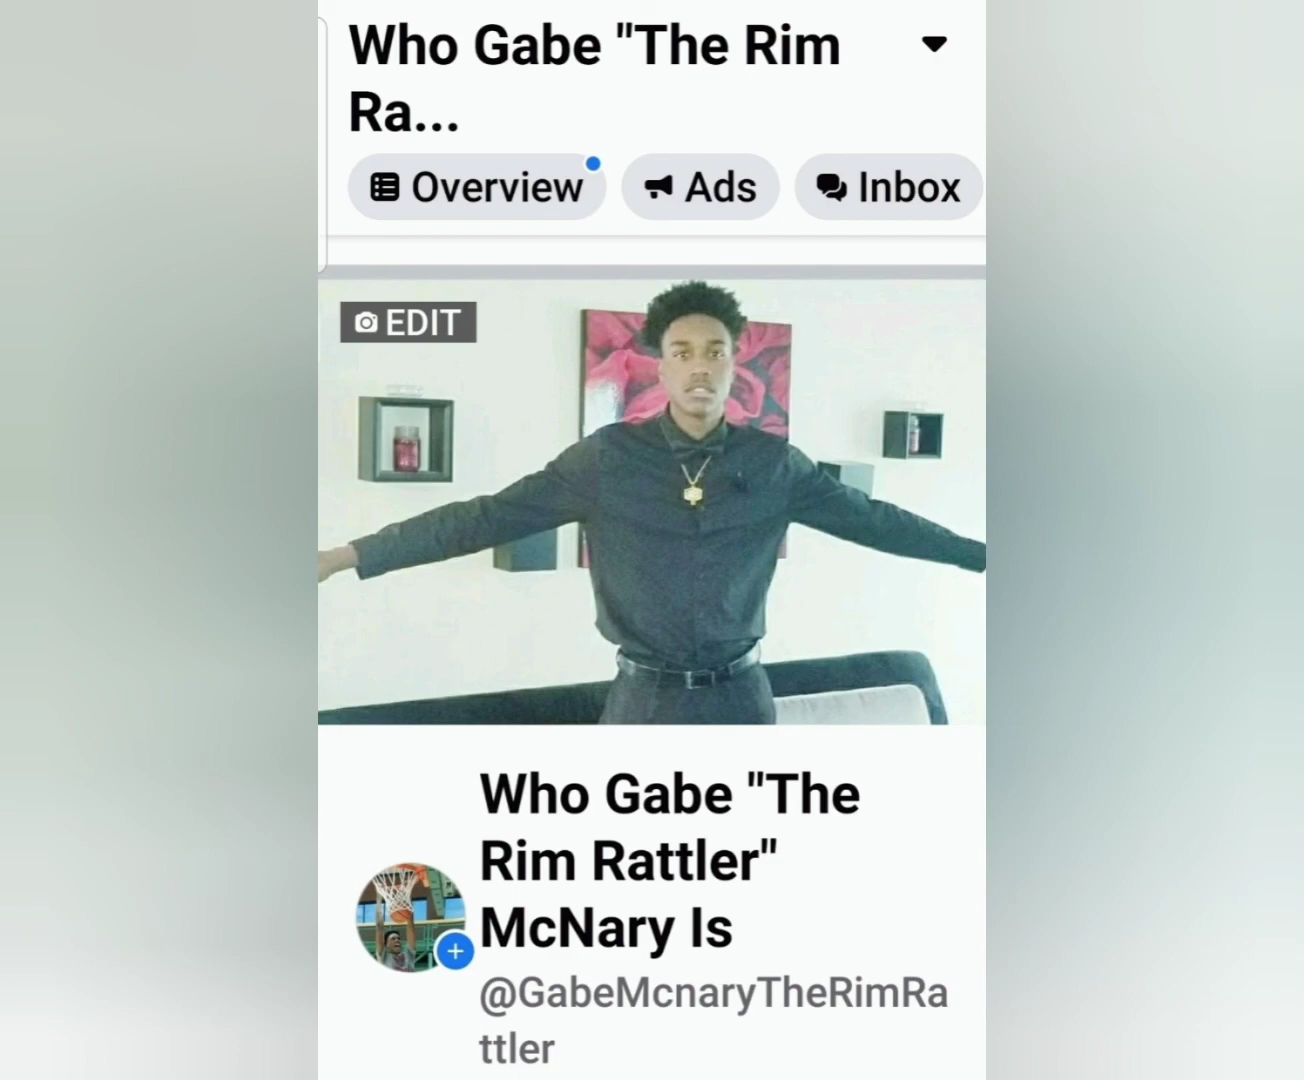 Who Gabe "The Rim
Ra...
Overview
Ads
Inbox
EDIT
Who Gabe "The
Rim Rattler"
McNary Is
@GabeMcnaryTheRimRa
ttler